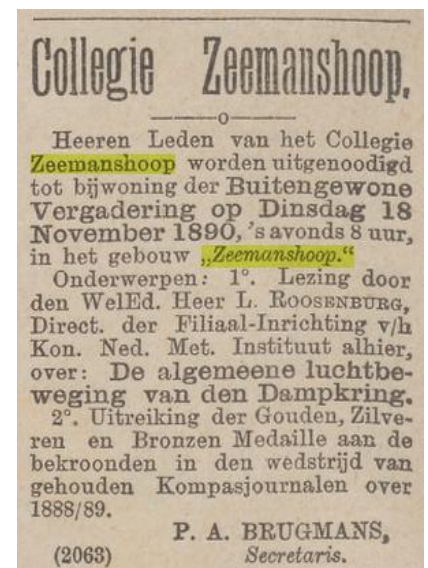 Collegie Zeemanshoop.
o
Heeren Leden van het Collegie
Zeemanshoop worden uitgenoodigd
tot bijwoning der Buitengewone
Vergadering op Dinsdag 18
November 1890, 's avonds 8 uur,
in het gebouw „Zeemanshoop.“
Onderwerpen: 1°. Lezing door
den WelEd. Heer L. ROOSENBURG,
Direct. der Filiaal-Inrichting v/h
Kon. Ned. Met. Instituut alhier,
over: De algemeene luchtbe-
weging van den Dampkring.
2°. Uitreiking der Gouden, Zilve-
ren en Bronzen Medaille aan de
bekroonden in den wedstrijd van
gehouden Kompasjournalen over
1888/89.
P. A. BRUGMANS,
(2063) Secretaris.